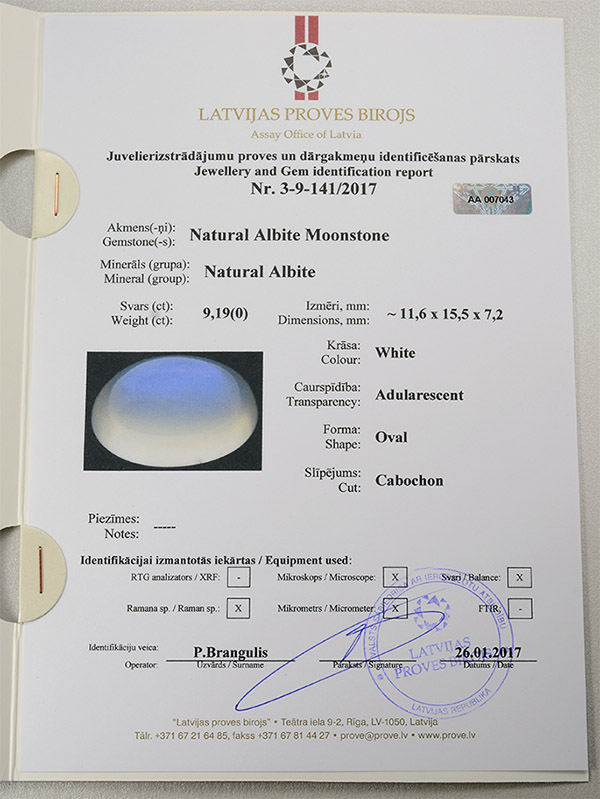 LATVIJAS PROVES BIROJS
Assay Office of Latvia
Juvelierizstrādājumu proves un dārgakmeņu identificēšanas pārskats
Jewellery and Gem identification report
Nr. 3-9-141/2017
AA 007043
Akmens(-ņi):
Gemstone(-s): Natural Albite Moonstone
Minerāls (grupa):
Mineral (group): Natural Albite
Svars (ct):
Weight (ct): 9,19(0)
Izmēri, mm:
Dimensions, mm: ~ 11,6 x 15,5 x 7,2
Krāsa:
Colour: White
Caurspīdība:
Transparency: Adularescent
Forma:
Shape: Oval
Slīpējums:
Cut: Cabochon
Piezīmes:
Notes: -----
Identifikācijai izmantotās iekārtas / Equipment used:
RTG analizators / XRF: - Mikroskops / Microscope: X Svari / Balance: X
Ramana sp. / Raman sp.: X Mikrometrs / Micrometer: X FTIR: -
Identifikāciju veica: P.Brangulis 26.01.2017
Operator: Uzvārds / Surname Paraksts / Signature Datums / Date
LATVIJAS
PROVES BIROJS
LATVIJAS REPUBLIKA
"Latvijas proves birojs" • Teātra iela 9-2, Rīga, LV-1050, Latvija
Tālr. +371 67 21 64 85, fakss +371 67 81 44 27 • prove@prove.lv • www.prove.lv